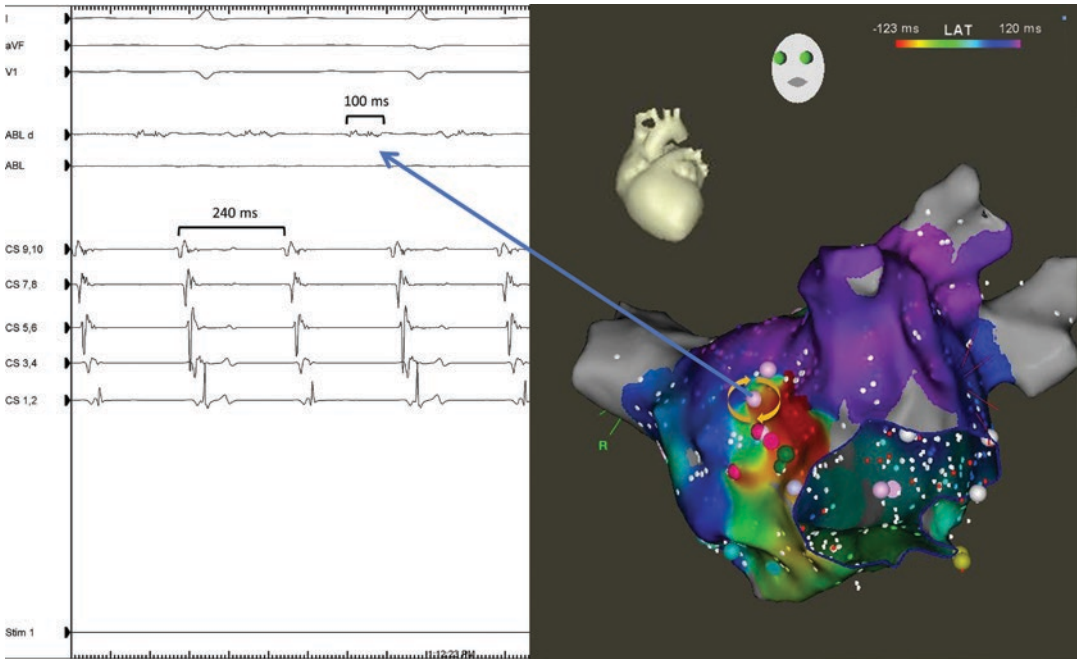 I
aVF
V1
100 ms
ABL d
ABL
240 ms
CS 9,10
CS 7,8
CS 5,6
CS 3,4
CS 1,2
Stim 1
-123 ms LAT 120 ms
R